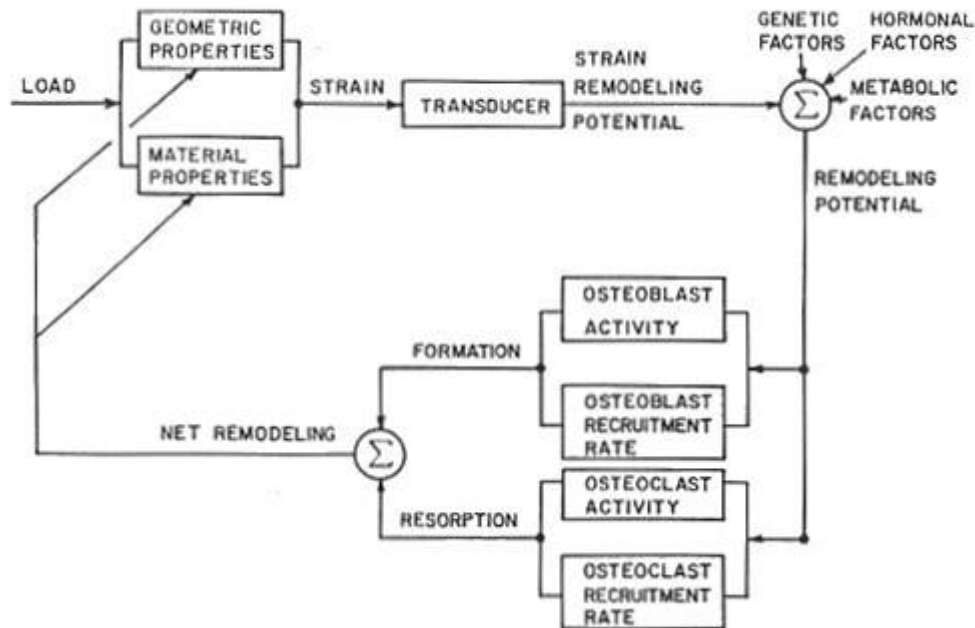 GEOMETRIC
PROPERTIES
LOAD
MATERIAL
PROPERTIES
STRAIN
TRANSDUCER
STRAIN
REMODELING
POTENTIAL
GENETIC
FACTORS
HORMONAL
FACTORS
METABOLIC
FACTORS
Σ
REMODELING
POTENTIAL
OSTEOBLAST
ACTIVITY
OSTEOBLAST
RECRUITMENT
RATE
FORMATION
OSTEOCLAST
ACTIVITY
OSTEOCLAST
RECRUITMENT
RATE
RESORPTION
Σ
NET REMODELING